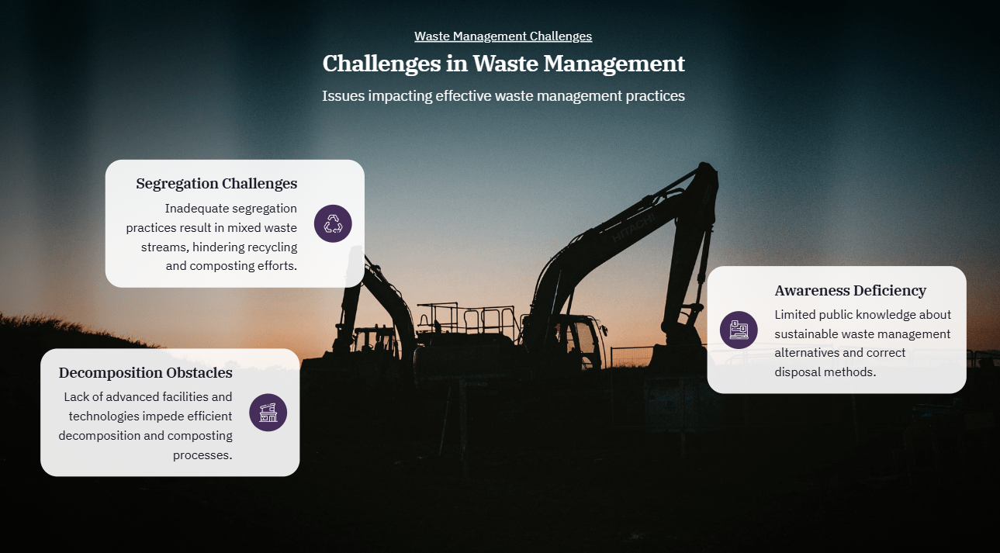 Waste Management Challenges
Challenges in Waste Management
Issues impacting effective waste management practices
Segregation Challenges
Inadequate segregation
practices result in mixed waste
streams, hindering recycling
and composting efforts.
HITACHI
Awareness Deficiency
Limited public knowledge about
sustainable waste management
alternatives and correct
disposal methods.
Decomposition Obstacles
Lack of advanced facilities and
technologies impede efficient
decomposition and composting
processes.